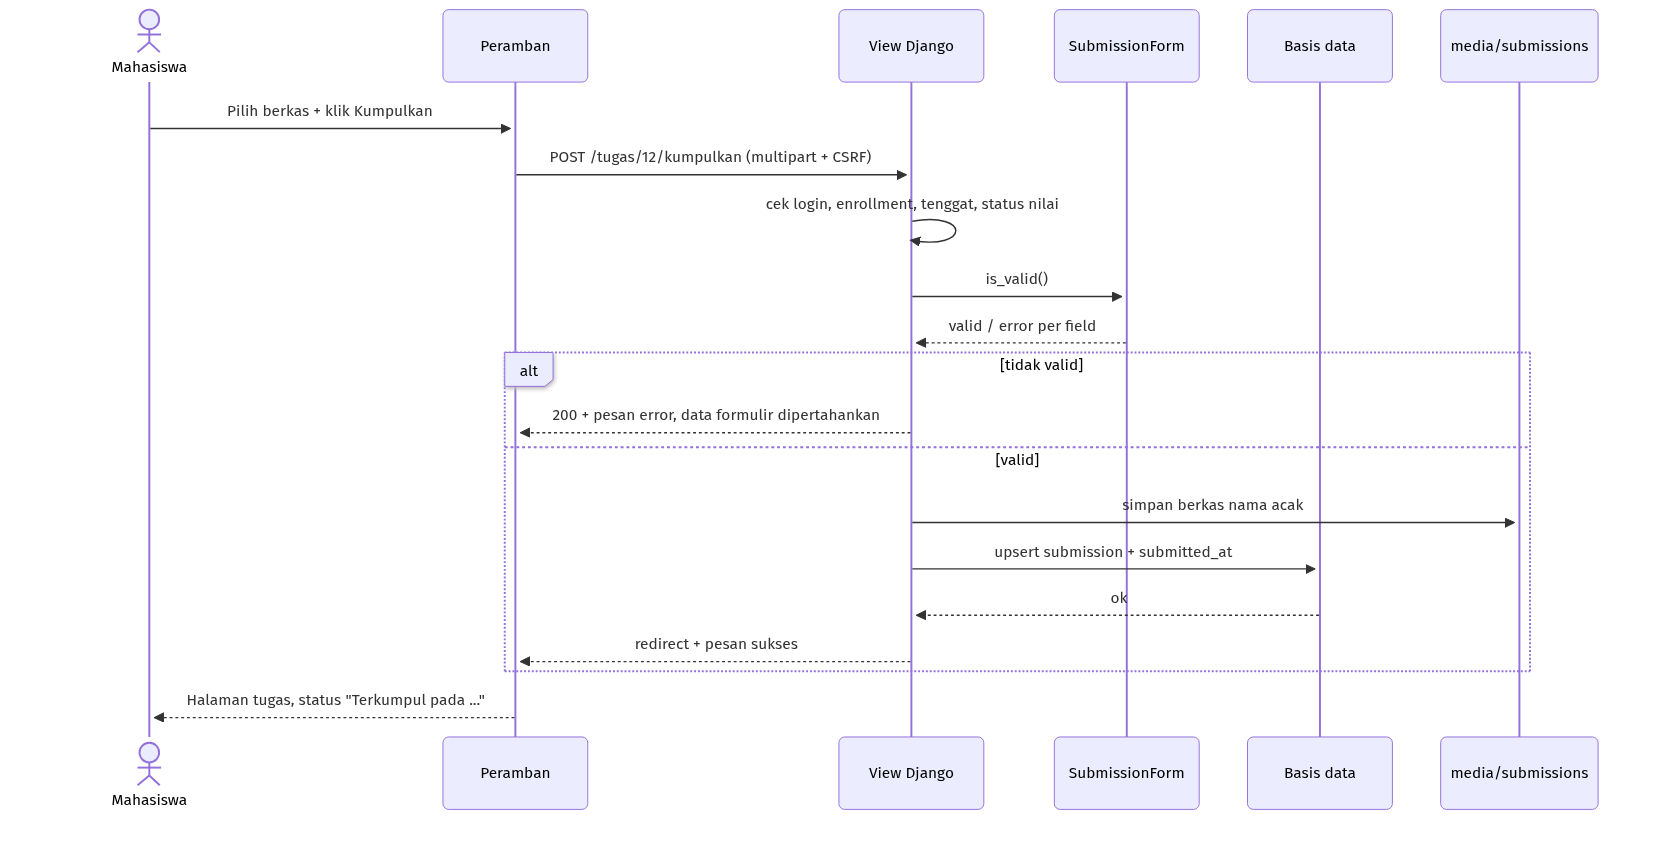 Mahasiswa
Peramban
View Django
SubmissionForm
Basis data
media/submissions
Pilih berkas + klik Kumpulkan
POST /tugas/12/kumpulkan (multipart + CSRF)
cek login, enrollment, tenggat, status nilai
is_valid()
valid / error per field
alt
[tidak valid]
200 + pesan error, data formulir dipertahankan
[valid]
simpan berkas nama acak
upsert submission + submitted_at
ok
redirect + pesan sukses
Halaman tugas, status "Terkumpul pada ..."
Mahasiswa
Peramban
View Django
SubmissionForm
Basis data
media/submissions